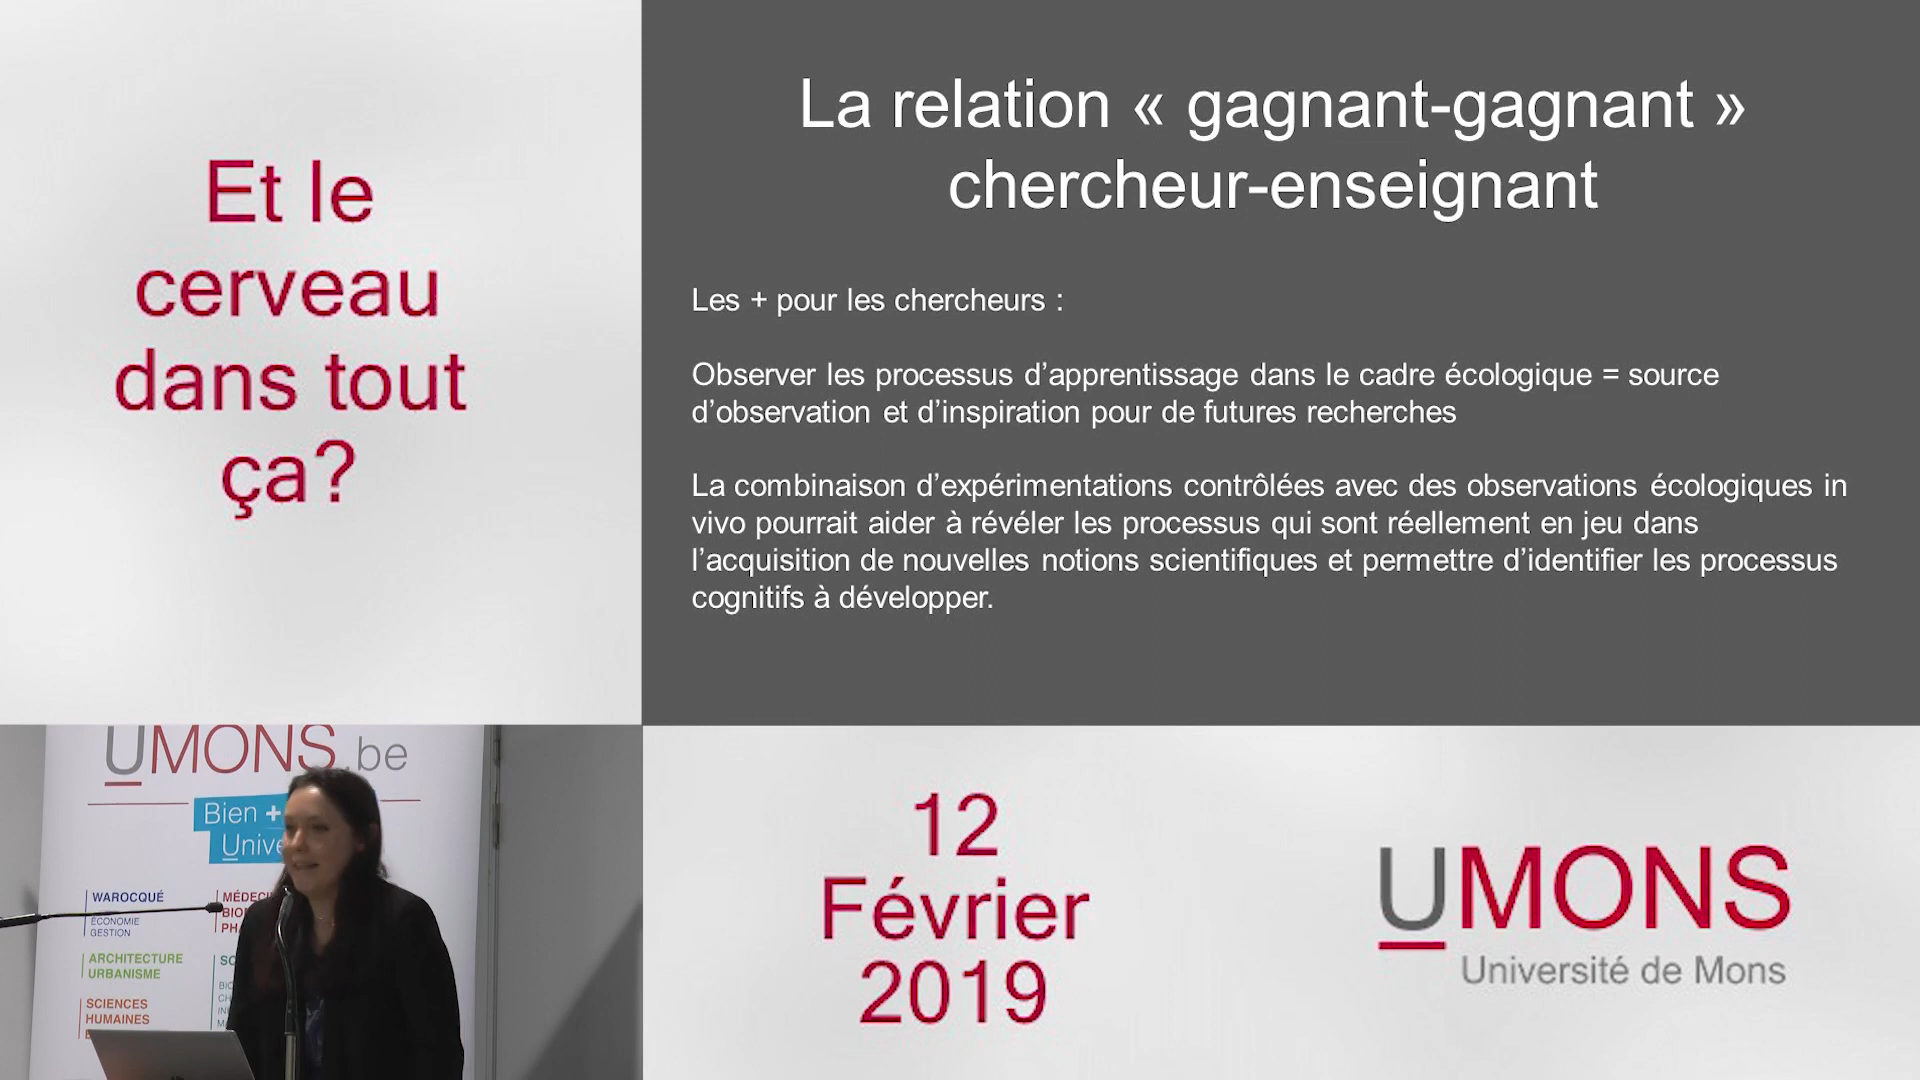 Et le
cerveau
dans tout
ça?
La relation « gagnant-gagnant »
chercheur-enseignant
Les + pour les chercheurs :
Observer les processus d’apprentissage dans le cadre écologique = source
d’observation et d’inspiration pour de futures recherches
La combinaison d’expérimentations contrôlées avec des observations écologiques in
vivo pourrait aider à révéler les processus qui sont réellement en jeu dans
l’acquisition de nouvelles notions scientifiques et permettre d’identifier les processus
cognitifs à développer.
UMONS.be
Bien +
WAROCQUÉ
ÉCONOMIE
GESTION
ARCHITECTURE
URBANISME
SCIENCES
HUMAINES
12
Février
2019
UMONS
Université de Mons